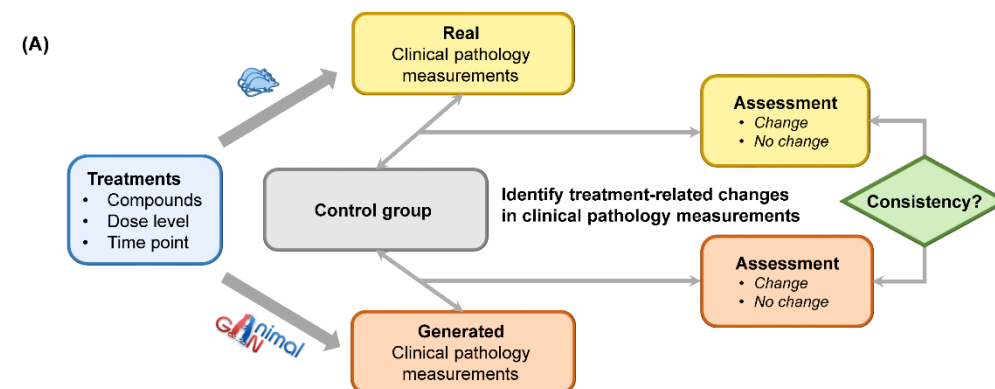 (A)
Real
Clinical pathology
measurements
Treatments
• Compounds
• Dose level
• Time point
Control group
Identify treatment-related changes
in clinical pathology measurements
Assessment
• Change
• No change
Consistency?
Assessment
• Change
• No change
AnimalGAN
Generated
Clinical pathology
measurements